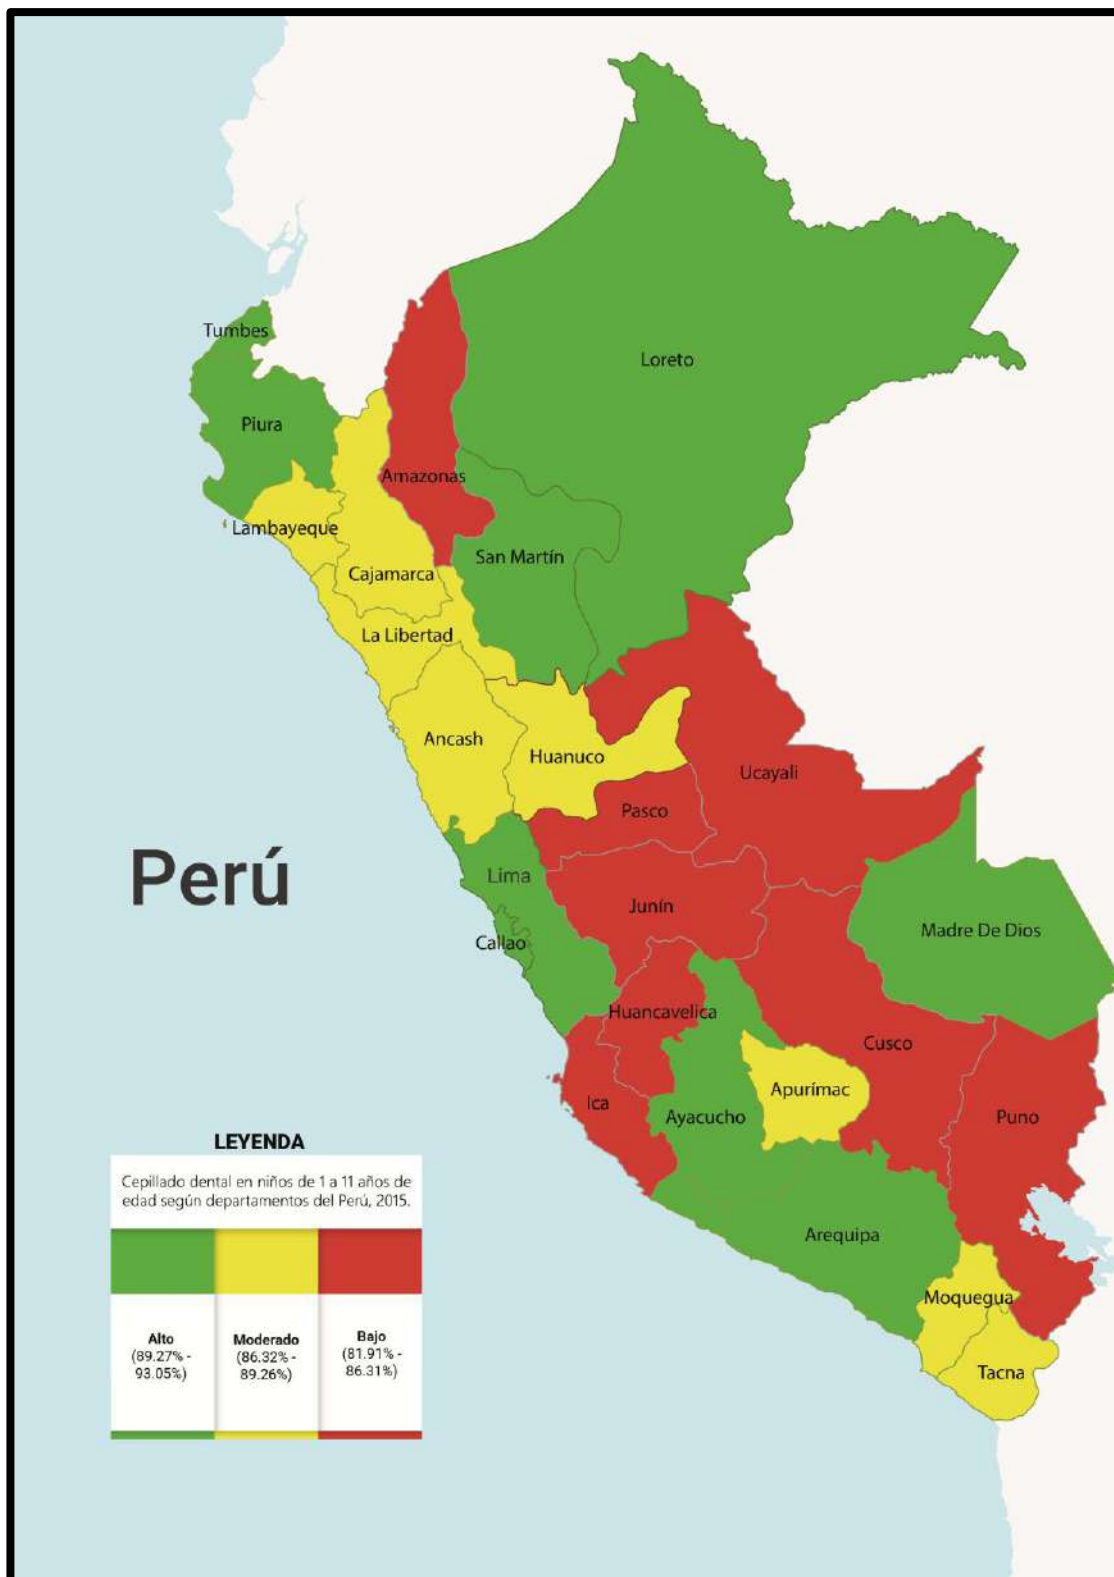 Tumbes
Loreto
Piura
Amazonas
Lambayeque
San Martín
Cajamarca
La Libertad
Ancash
Huanuco
Ucayali
Pasco
Perú
Lima
Junín
Callao
Madre De Dios
Huancavelica
Cusco
Ica
Apurímac
Ayacucho
Puno
Arequipa
Moquegua
Tacna
LEYENDA
Cepillado dental en niños de 1 a 11 años de
edad según departamentos del Perú, 2015.
Alto
(89.27% -
93.05%)
Moderado
(86.32% -
89.26%)
Bajo
(81.91% -
86.31%)